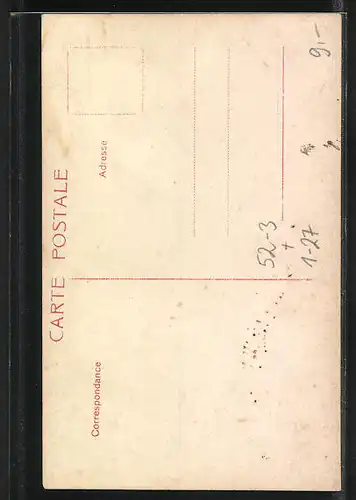 CARTE POSTALE
Correspondance
Adresse
52-3
+
1-27
9,-